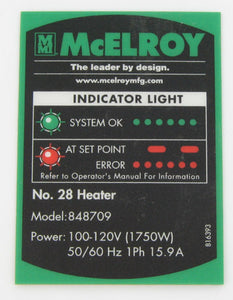 McELROY
The leader by design.
www.mcelroymfg.com
INDICATOR LIGHT
SYSTEM OK
AT SET POINT
ERROR
Refer to Operator's Manual For Information
No. 28 Heater
Model: 848709
Power: 100-120V (1750W)
50/60 Hz 1Ph 15.9A
816393